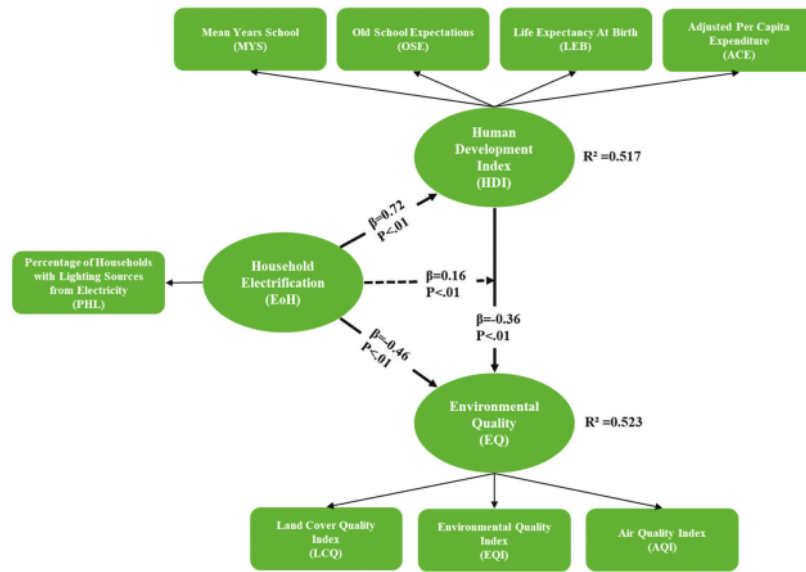 Mean Years School
(MYS)
Old School Expectations
(OSE)
Life Expectancy At Birth
(LEB)
Adjusted Per Capita
Expenditure
(ACE)
Human
Development
Index
(HDI)
R² =0.517
β=0.72
P<.01
Percentage of Households
with Lighting Sources
from Electricity
(PHL)
Household
Electrification
(EoH)
β=0.16
P<.01
β=-0.36
P<.01
β=-0.46
P<.01
Environmental
Quality
(EQ)
R² =0.523
Land Cover Quality
Index
(LCQ)
Environmental Quality
Index
(EQI)
Air Quality Index
(AQI)